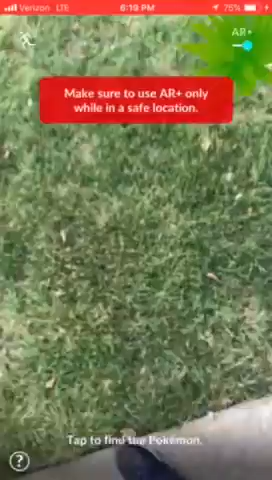 Verizon LTE 6:19 PM 75%
AR+
Make sure to use AR+ only
while in a safe location.
Tap to find the Pokémon.
?